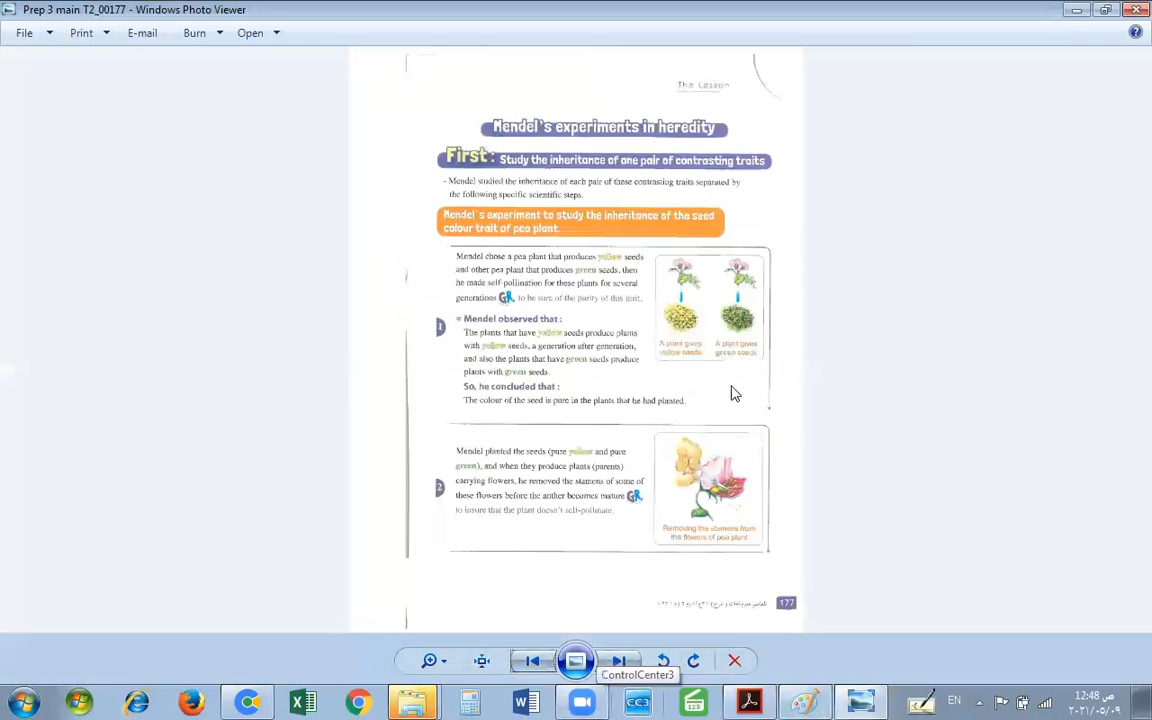 Prep 3 main T2_00177 - Windows Photo Viewer
File Print E-mail Burn Open
The Lesson
Mendel's experiments in heredity
First: Study the inheritance of one pair of contrasting traits
- Mendel studied the inheritance of each pair of these contrasting traits separated by
the following specific scientific steps.
Mendel's experiment to study the inheritance of the seed
colour trait of pea plant.
1
Mendel chose a pea plant that produces yellow seeds
and other pea plant that produces green seeds, then
he made self-pollination for these plants for several
generations GR to be sure of the purity of this trait.
Mendel observed that :
The plants that have yellow seeds produce plants
with yellow seeds, a generation after generation,
and also the plants that have green seeds produce
plants with green seeds.
So, he concluded that :
The colour of the seed is pure in the plants that he had planted.
A plant gives
yellow seeds
A plant gives
green seeds
2
Mendel planted the seeds (pure yellow and pure
green), and when they produce plants (parents)
carrying flowers, he removed the stamens of some of
these flowers before the anther becomes mature GR
to insure that the plant doesn't self-pollinate.
Removing the stamens from
the flowers of pea plant
177
ControlCenter3
CC3
123
EN
12:48 ص
٢٠٢١/٠٥/٠٩